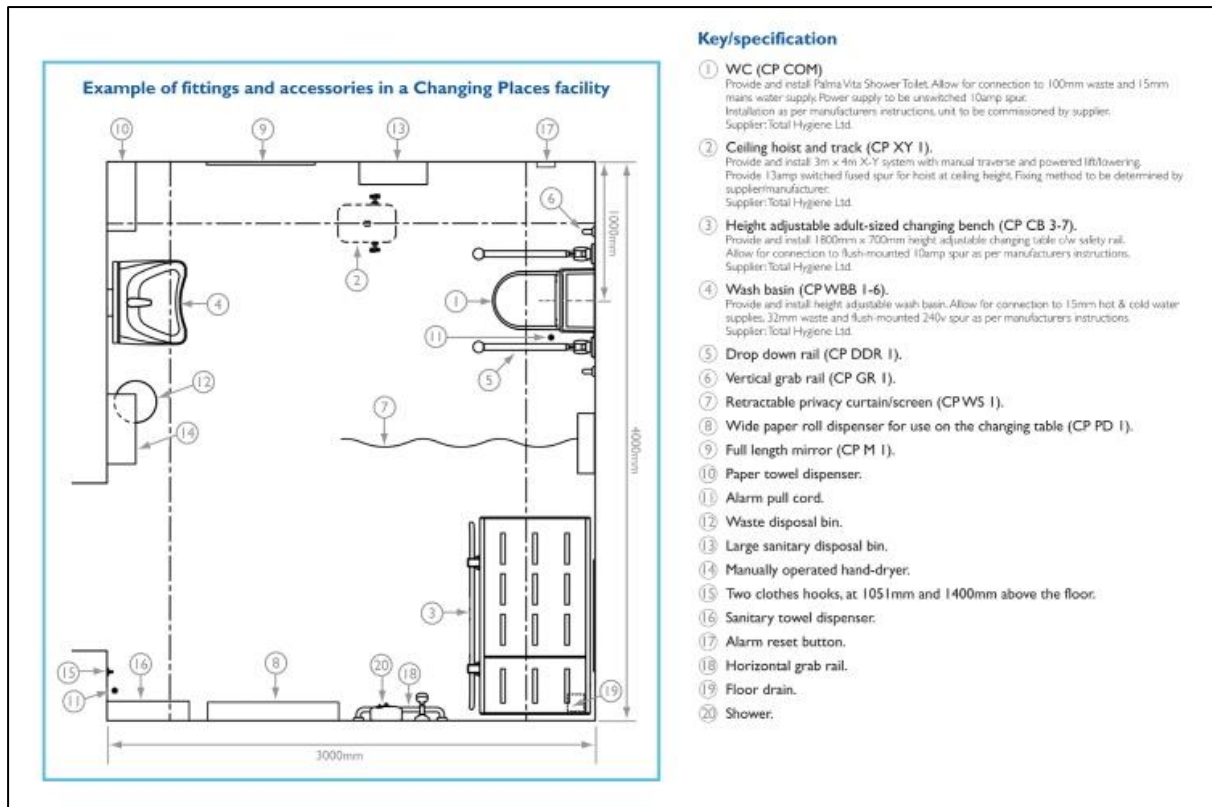 Example of fittings and accessories in a Changing Places facility
10
9
13
17
6
1000mm
2
1
4
11
5
12
7
14
4000mm
3
15
16
8
20
18
19
11
3000mm
Key/specification
1 WC (CP COM)
Provide and install Palma Vita Shower Toilet. Allow for connection to 100mm waste and 15mm
mains water supply. Power supply to be unswitched 10amp spur.
Installation as per manufacturers instructions, unit to be commissioned by supplier.
Supplier: Total Hygiene Ltd.
2 Ceiling hoist and track (CP XY 1).
Provide and install 3m x 4m X-Y system with manual traverse and powered lift/lowering.
Provide 13amp switched fused spur for hoist at ceiling height. Fixing method to be determined by
supplier/manufacturer.
Supplier: Total Hygiene Ltd.
3 Height adjustable adult-sized changing bench (CP CB 3-7).
Provide and install 1800mm x 700mm height adjustable changing table c/w safety rail.
Allow for connection to flush-mounted 10amp spur as per manufacturers instructions.
Supplier: Total Hygiene Ltd.
4 Wash basin (CP WBB 1-6).
Provide and install height adjustable wash basin. Allow for connection to 15mm hot & cold water
supplies, 32mm waste and flush-mounted 240v spur as per manufacturers instructions.
Supplier: Total Hygiene Ltd.
5 Drop down rail (CP DDR 1).
6 Vertical grab rail (CP GR 1).
7 Retractable privacy curtain/screen (CP WS 1).
8 Wide paper roll dispenser for use on the changing table (CP PD 1).
9 Full length mirror (CP M 1).
10 Paper towel dispenser.
11 Alarm pull cord.
12 Waste disposal bin.
13 Large sanitary disposal bin.
14 Manually operated hand-dryer.
15 Two clothes hooks, at 1051mm and 1400mm above the floor.
16 Sanitary towel dispenser.
17 Alarm reset button.
18 Horizontal grab rail.
19 Floor drain.
20 Shower.